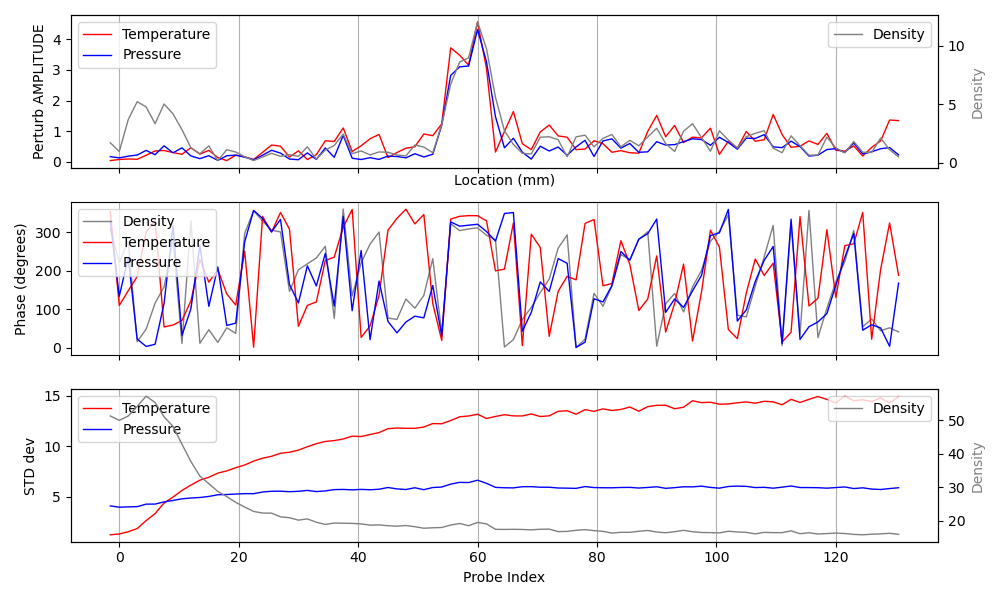 Perturb AMPLITUDE
4
3
2
1
0
Temperature
Pressure
Density
10
5
0
Density
Location (mm)
Phase (degrees)
300
200
100
0
Density
Temperature
Pressure
STD dev
15
10
5
Temperature
Pressure
Density
50
40
30
20
Density
0 20 40 60 80 100 120
Probe Index